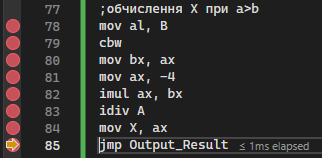 77 ;обчислення X при a>b
78 mov al, B
79 cbw
80 mov bx, ax
81 mov ax, -4
82 imul ax, bx
83 idiv A
84 mov X, ax
85 jmp Output_Result ≤ 1ms elapsed